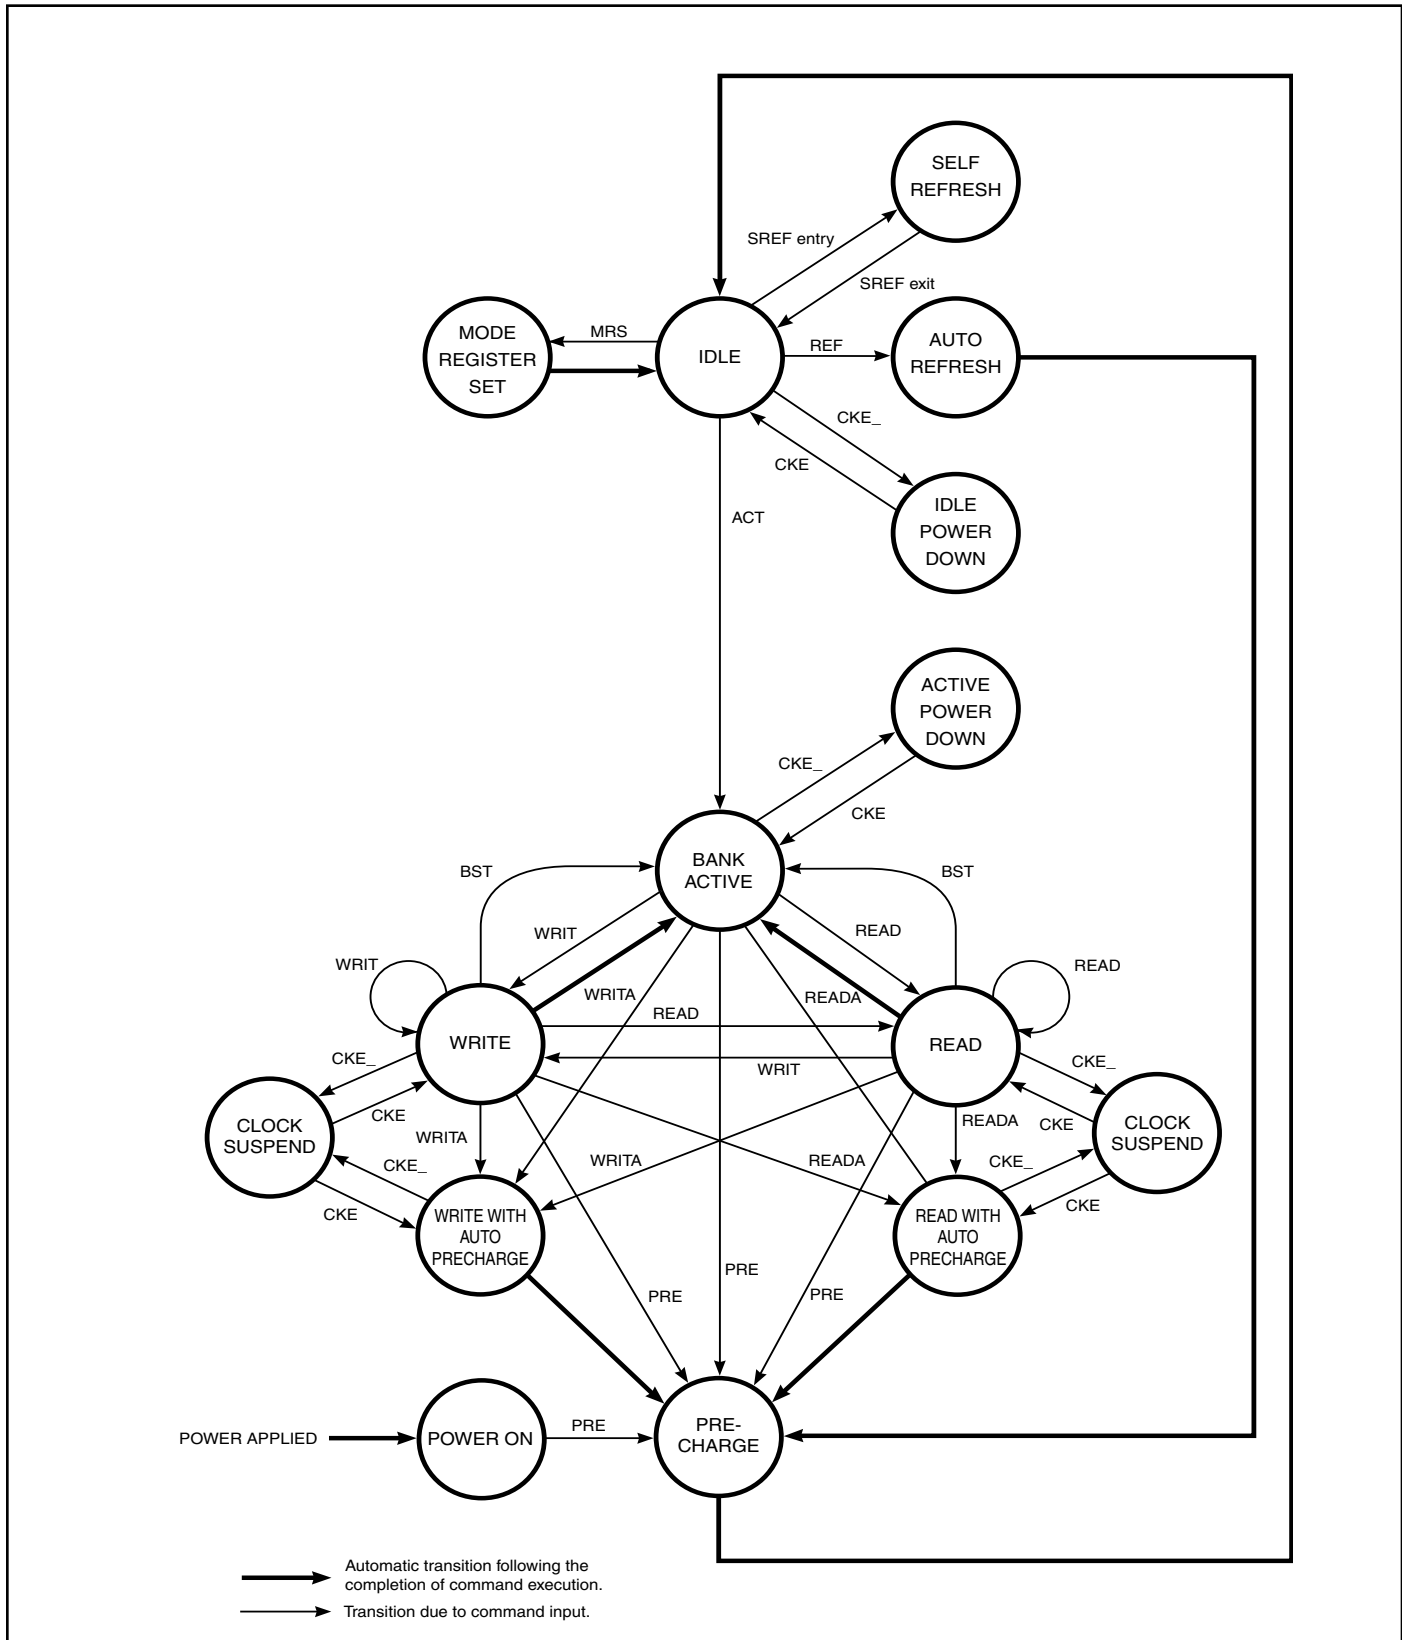 SELF
REFRESH
SREF entry
SREF exit
MODE
REGISTER
SET
MRS
IDLE
REF
AUTO
REFRESH
CKE_
CKE
IDLE
POWER
DOWN
ACT
ACTIVE
POWER
DOWN
CKE_
CKE
BANK
ACTIVE
BST
BST
WRIT
READ
WRIT
READ
WRITA
READA
READ
WRITE
READ
WRIT
CKE_
CKE_
CKE
CKE
CLOCK
SUSPEND
CLOCK
SUSPEND
WRITA
READA
CKE_
CKE_
WRITA
READA
CKE
CKE
WRITE WITH
AUTO
PRECHARGE
READ WITH
AUTO
PRECHARGE
PRE
PRE
PRE
POWER APPLIED
POWER ON
PRE
PRE-
CHARGE
Automatic transition following the
completion of command execution.
Transition due to command input.